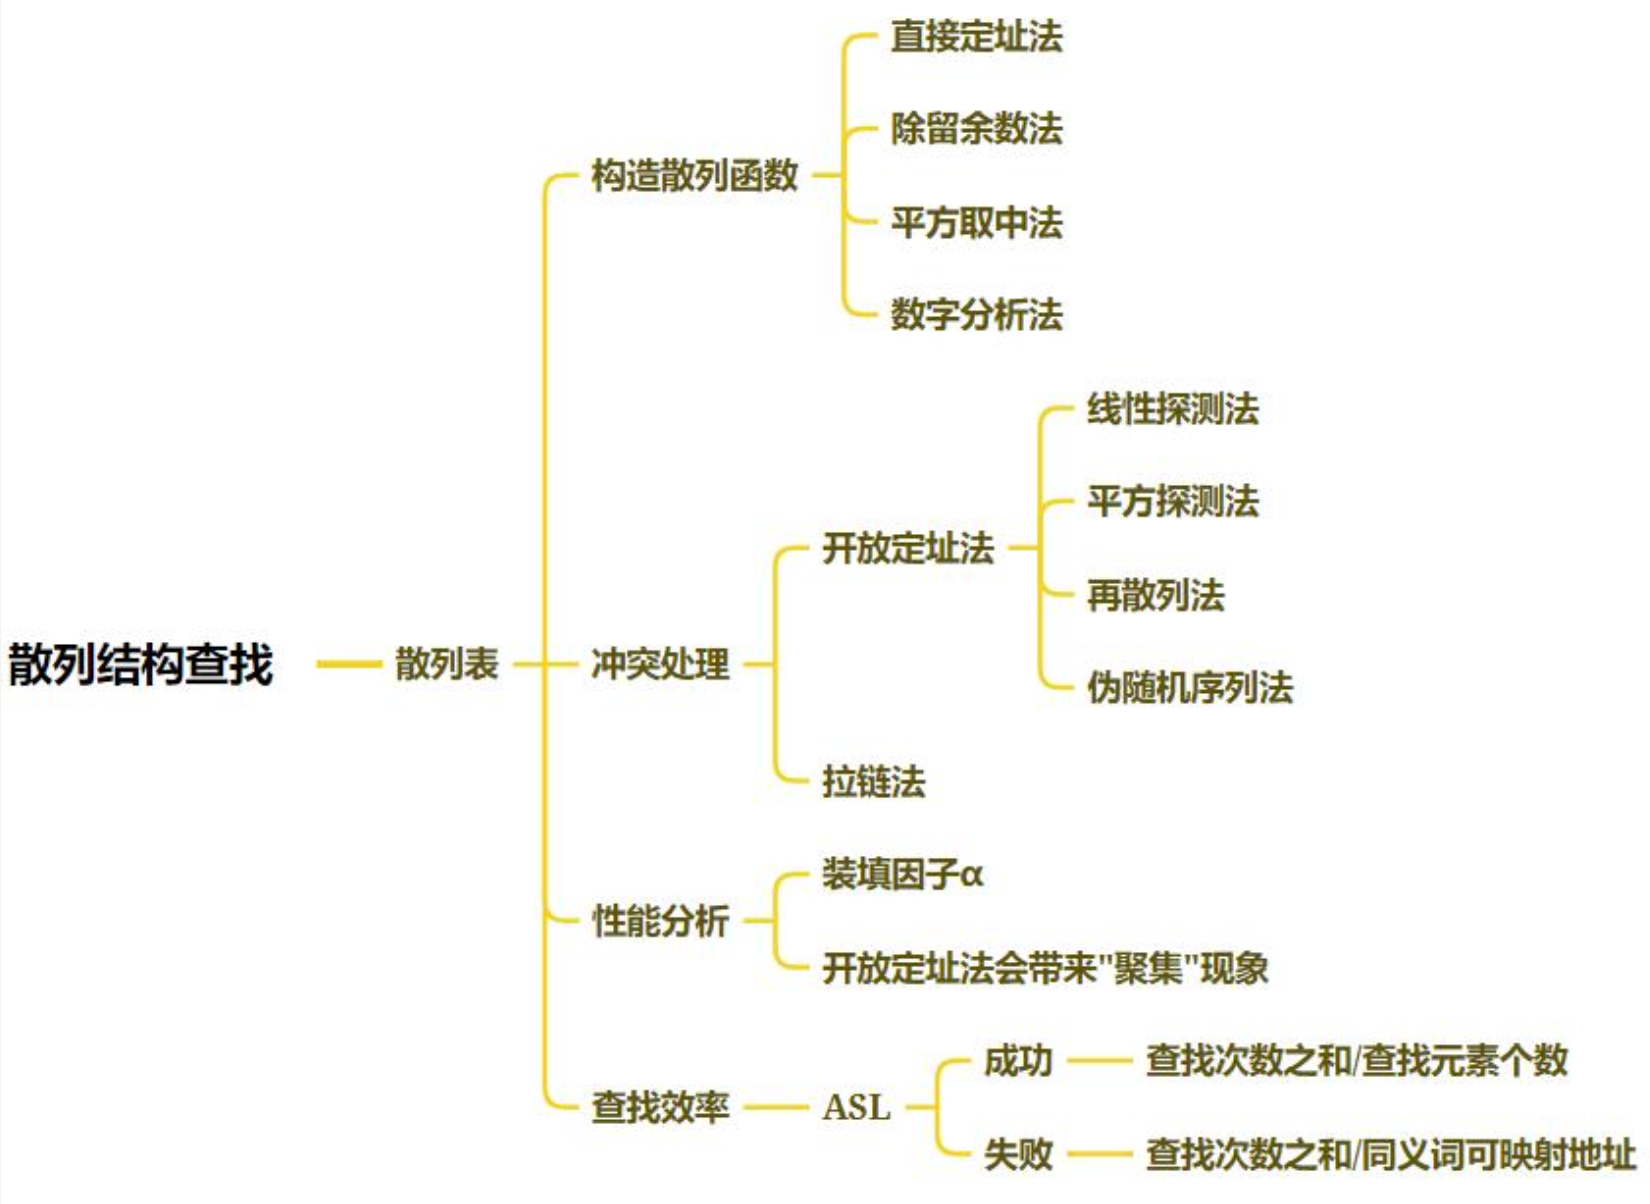 散列结构查找
散列表
构造散列函数
直接定址法
除留余数法
平方取中法
数字分析法
冲突处理
开放定址法
线性探测法
平方探测法
再散列法
伪随机序列法
拉链法
性能分析
装填因子α
开放定址法会带来"聚集"现象
查找效率
ASL
成功
查找次数之和/查找元素个数
失败
查找次数之和/同义词可映射地址